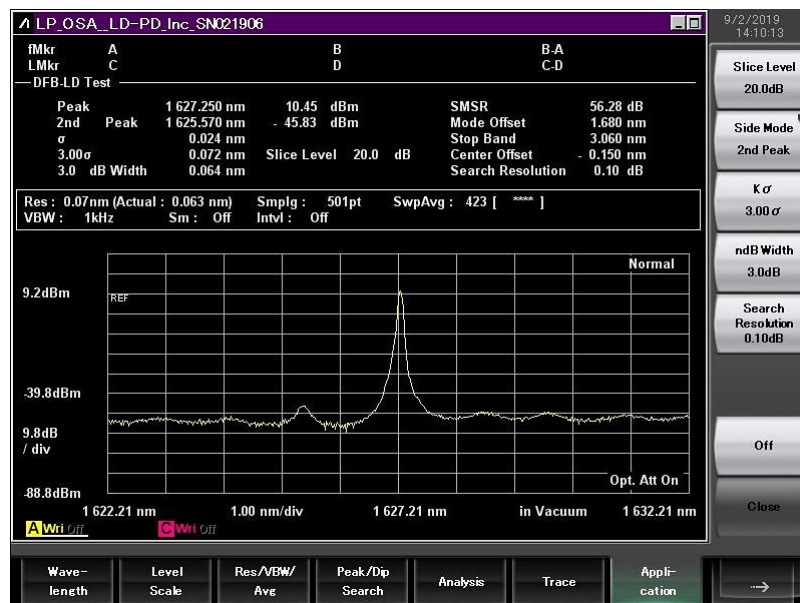 LP_OSA__LD-PD_Inc_SN021906
9/2/2019
14:10:13
fMkr A B B-A
LMkr C D C-D
DFB-LD Test
Peak 1 627.250 nm 10.45 dBm SMSR 56.28 dB
2nd Peak 1 625.570 nm - 45.83 dBm Mode Offset 1.680 nm
σ 0.024 nm Stop Band 3.060 nm
3.00σ 0.072 nm Slice Level 20.0 dB Center Offset - 0.150 nm
3.0 dB Width 0.064 nm Search Resolution 0.10 dB
Res : 0.07nm (Actual : 0.063 nm) Smplg : 501pt SwpAvg : 423 [ **** ]
VBW : 1kHz Sm : Off Intvl : Off
Normal
9.2dBm
REF
-39.8dBm
9.8dB
/ div
Opt. Att On
-88.8dBm
1 622.21 nm 1.00 nm/div 1 627.21 nm in Vacuum 1 632.21 nm
A Wri Off C Wri Off
Slice Level
20.0dB
Side Mode
2nd Peak
Kσ
3.00σ
ndB Width
3.0dB
Search
Resolution
0.10dB
Off
Close
Wave-
length
Level
Scale
Res/VBW/
Avg
Peak/Dip
Search
Analysis
Trace
Appli-
cation